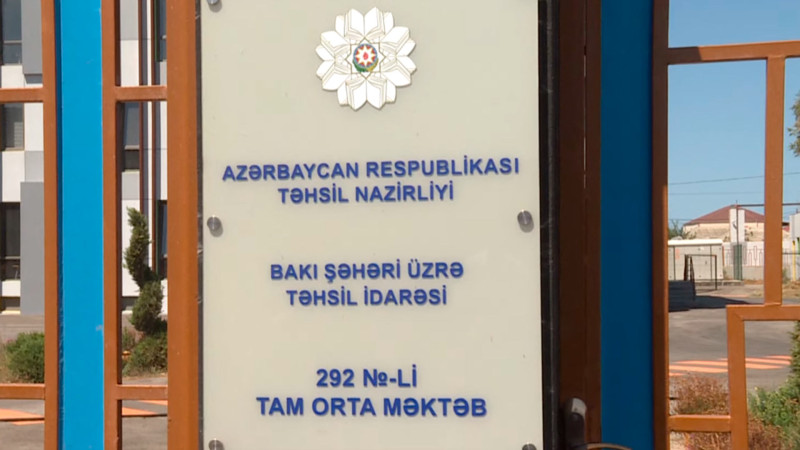 AZƏRBAYCAN RESPUBLİKASI
TƏHSİL NAZİRLİYİ
BAKI ŞƏHƏRİ ÜZRƏ
TƏHSİL İDARƏSİ
292 №-Lİ
TAM ORTA MƏKTƏB